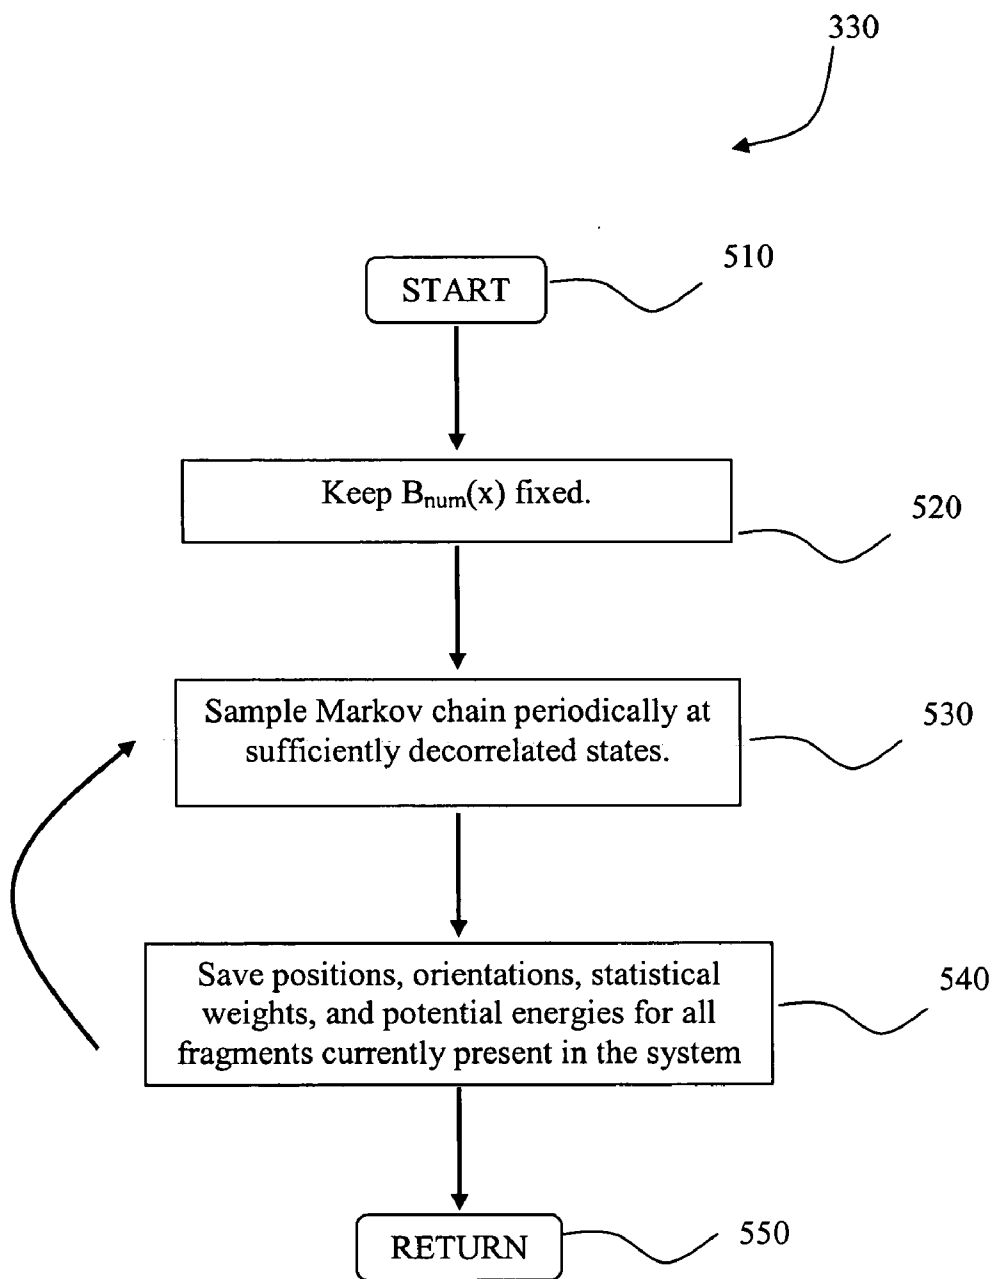 330
START
510
Keep Bnum(x) fixed.
520
Sample Markov chain periodically at
sufficiently decorrelated states.
530
Save positions, orientations, statistical
weights, and potential energies for all
fragments currently present in the system
540
RETURN
550